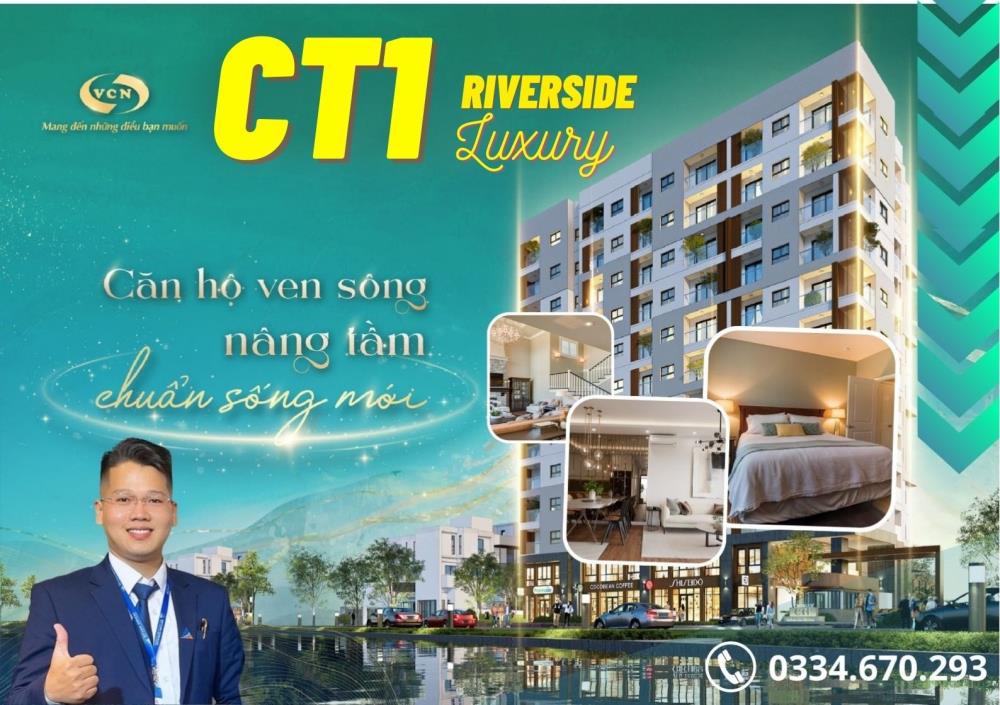 VCN
Mang đến những điều bạn muốn
CT1
RIVERSIDE
Luxury
Căn hộ ven sông
nâng tầm
chuẩn sống mới
COCOBEAN COFFEE
SHISEIDO
0334.670.293